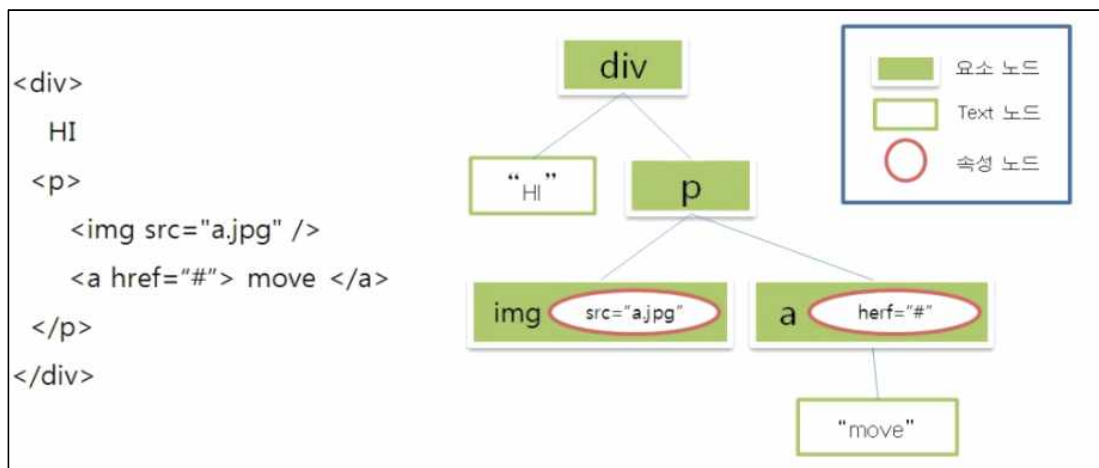 <div>
HI
<p>
<img src="a.jpg" />
<a href="#"> move </a>
</p>
</div>
div
“HI”
p
img src="a.jpg"
a herf="#"
“move”
요소 노드
Text 노드
속성 노드